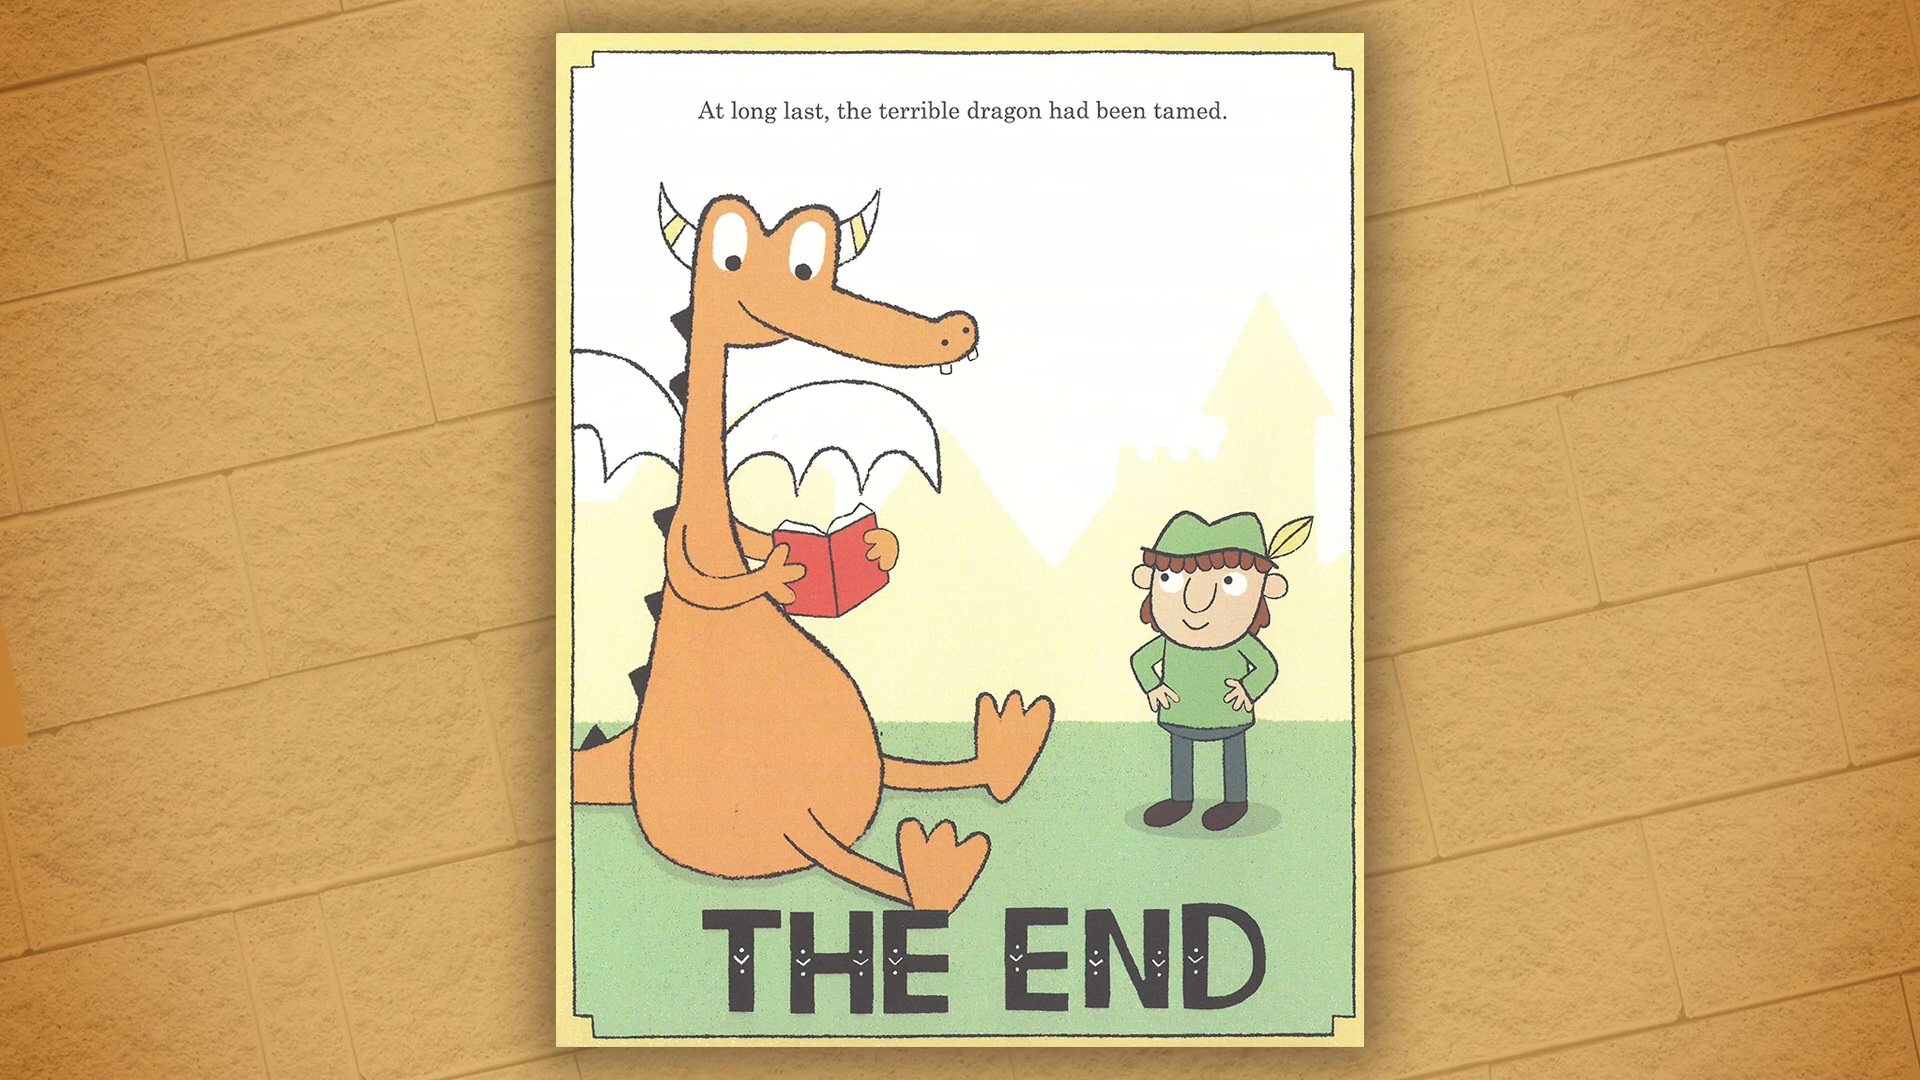 At long last, the terrible dragon had been tamed.
THE END